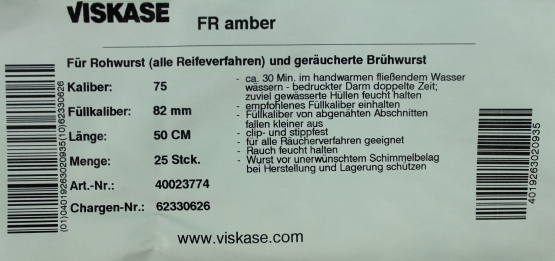 VISKASE FR amber
Für Rohwurst (alle Reifeverfahren) und geräucherte Brühwurst
Kaliber: 75
Füllkaliber: 82 mm
Länge: 50 CM
Menge: 25 Stck.
Art.-Nr.: 40023774
Chargen-Nr.: 62330626
- ca. 30 Min. im handwarmen fließendem Wasser
wässern - bedruckter Darm doppelte Zeit;
zuviel gewässerte Hüllen feucht halten
- empfohlenes Füllkaliber einhalten
- Füllkaliber von abgenähten Abschnitten
fallen kleiner aus
- clip- und stippfest
- für alle Räucherverfahren geeignet
- Rauch feucht halten
- Wurst vor unerwünschtem Schimmelbelag
bei Herstellung und Lagerung schützen
(01)04019263020935(10)62330626
4019263020935
www.viskase.com